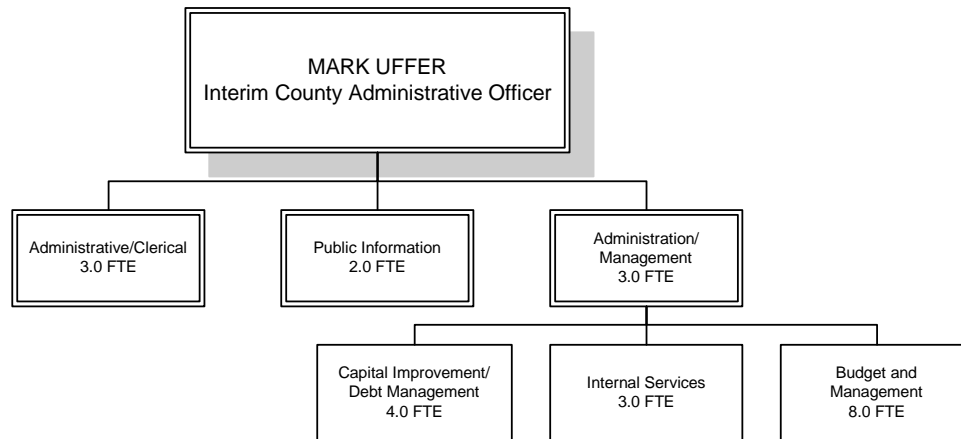 MARK UFFER
Interim County Administrative Officer
Administrative/Clerical
3.0 FTE
Public Information
2.0 FTE
Administration/
Management
3.0 FTE
Capital Improvement/
Debt Management
4.0 FTE
Internal Services
3.0 FTE
Budget and
Management
8.0 FTE